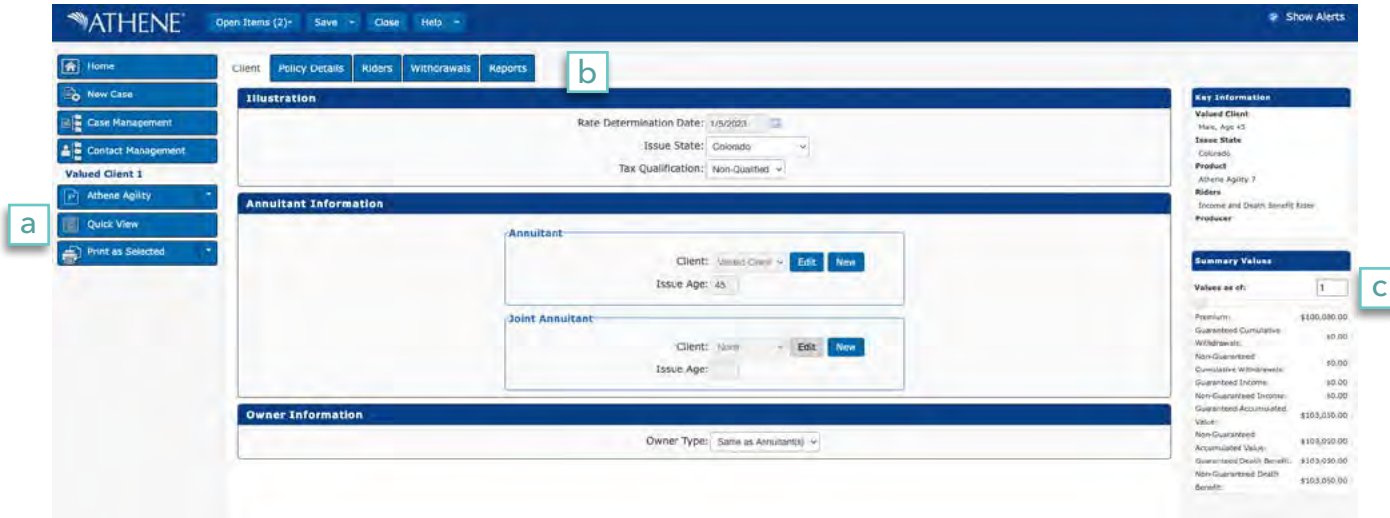 ATHENE
Open Items (2)
Save
Close
Help
Show Alerts
Home
New Case
Case Management
Contact Management
Valued Client 1
Athene Agility
Quick View
Print as Selected
a
Client
Policy Details
Riders
Withdrawals
Reports
b
Illustration
Rate Determination Date: 1/5/2023
Issue State: Colorado
Tax Qualification: Non-Qualified
Annuitant Information
Annuitant
Client: Valued Client
Edit
New
Issue Age: 45
Joint Annuitant
Client: None
Edit
New
Issue Age:
Owner Information
Owner Type: Same as Annuitant(s)
Key Information
Valued Client
Male, Age 45
Issue State
Colorado
Product
Athene Agility 7
Riders
Income and Death Benefit Rider
Producer
Summary Values
Values as of: 1
c
Premium: $100,000.00
Guaranteed Cumulative
Withdrawals: $0.00
Non-Guaranteed
Cumulative Withdrawals: $0.00
Guaranteed Income: $0.00
Non-Guaranteed Income: $0.00
Guaranteed Accumulated
Value:
Non-Guaranteed
Accumulated Value:
Guaranteed Death Benefit:
Non-Guaranteed Death
Benefit: